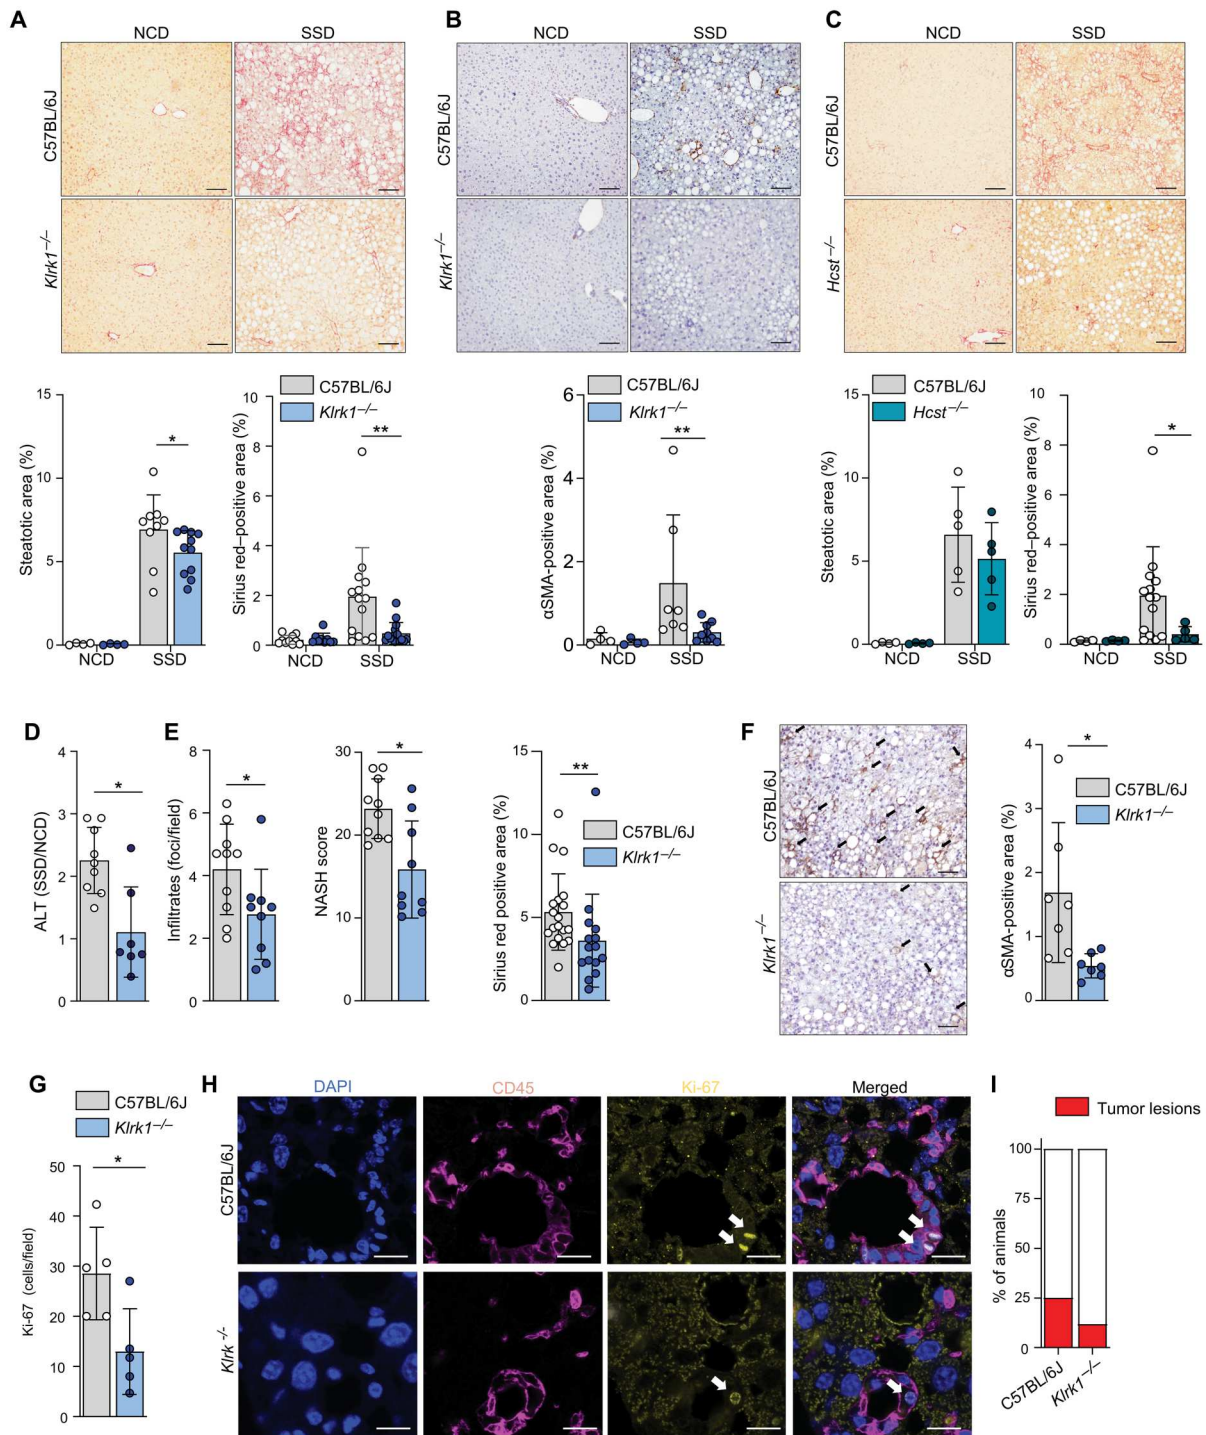 A
NCD
SSD
C57BL/6J
Klrk1−/−
Steatotic area (%)
15
10
5
0
NCD
SSD
*
C57BL/6J
Klrk1−/−
Sirius red–positive area (%)
10
8
6
4
2
0
NCD
SSD
**
B
NCD
SSD
C57BL/6J
Klrk1−/−
C57BL/6J
Klrk1−/−
αSMA-positive area (%)
6
4
2
0
NCD
SSD
**
C
NCD
SSD
C57BL/6J
Hcst−/−
C57BL/6J
Hcst−/−
Steatotic area (%)
15
10
5
0
NCD
SSD
Sirius red–positive area (%)
10
8
6
4
2
0
NCD
SSD
*
D
ALT (SSD/NCD)
4
3
2
1
0
*
E
Infiltrates (foci/field)
8
6
4
2
0
*
NASH score
30
20
10
0
*
Sirius red positive area (%)
15
10
5
0
**
C57BL/6J
Klrk1−/−
F
C57BL/6J
Klrk1−/−
αSMA-positive area (%)
4
3
2
1
0
*
C57BL/6J
Klrk1−/−
G
C57BL/6J
Klrk1−/−
Ki-67 (cells/field)
50
40
30
20
10
0
*
H
DAPI
CD45
Ki-67
Merged
C57BL/6J
Klrk -/-
I
Tumor lesions
% of animals
100
75
50
25
0
C57BL/6J
Klrk1−/−